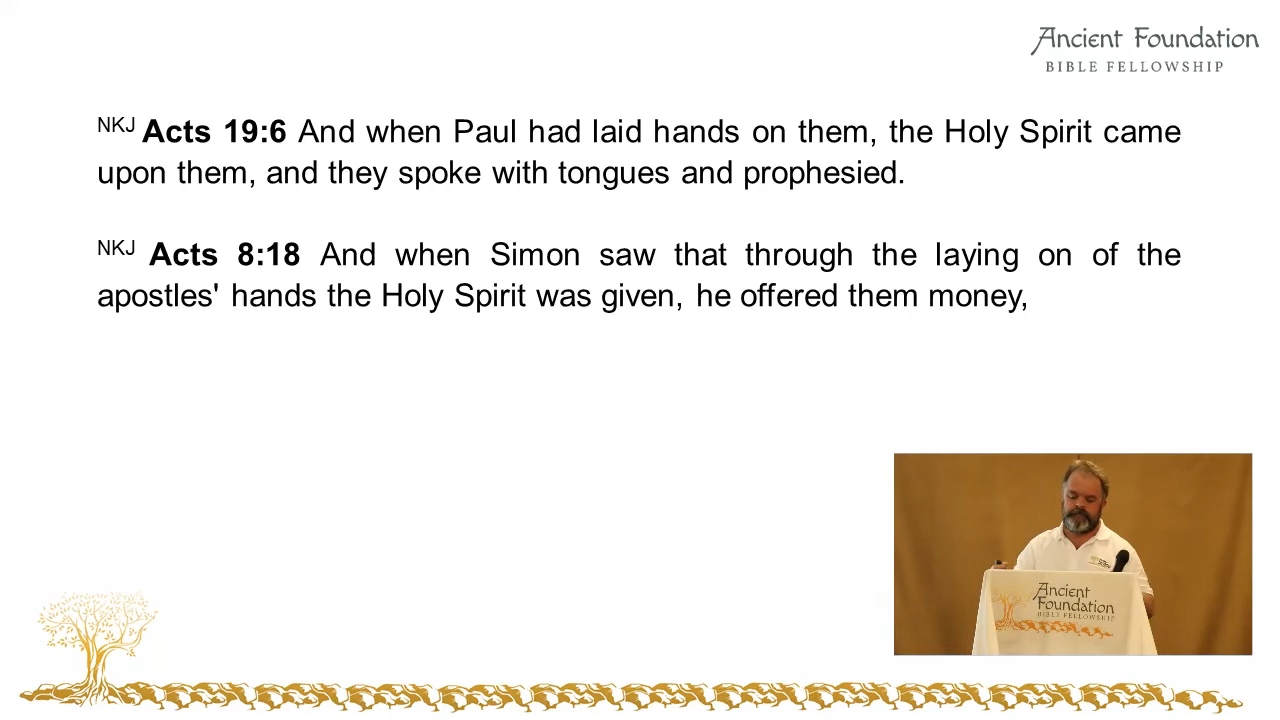 Ancient Foundation
BIBLE FELLOWSHIP
NKJ Acts 19:6 And when Paul had laid hands on them, the Holy Spirit came
upon them, and they spoke with tongues and prophesied.
NKJ Acts 8:18 And when Simon saw that through the laying on of the
apostles' hands the Holy Spirit was given, he offered them money,
Ancient
Foundation
BIBLE FELLOWSHIP